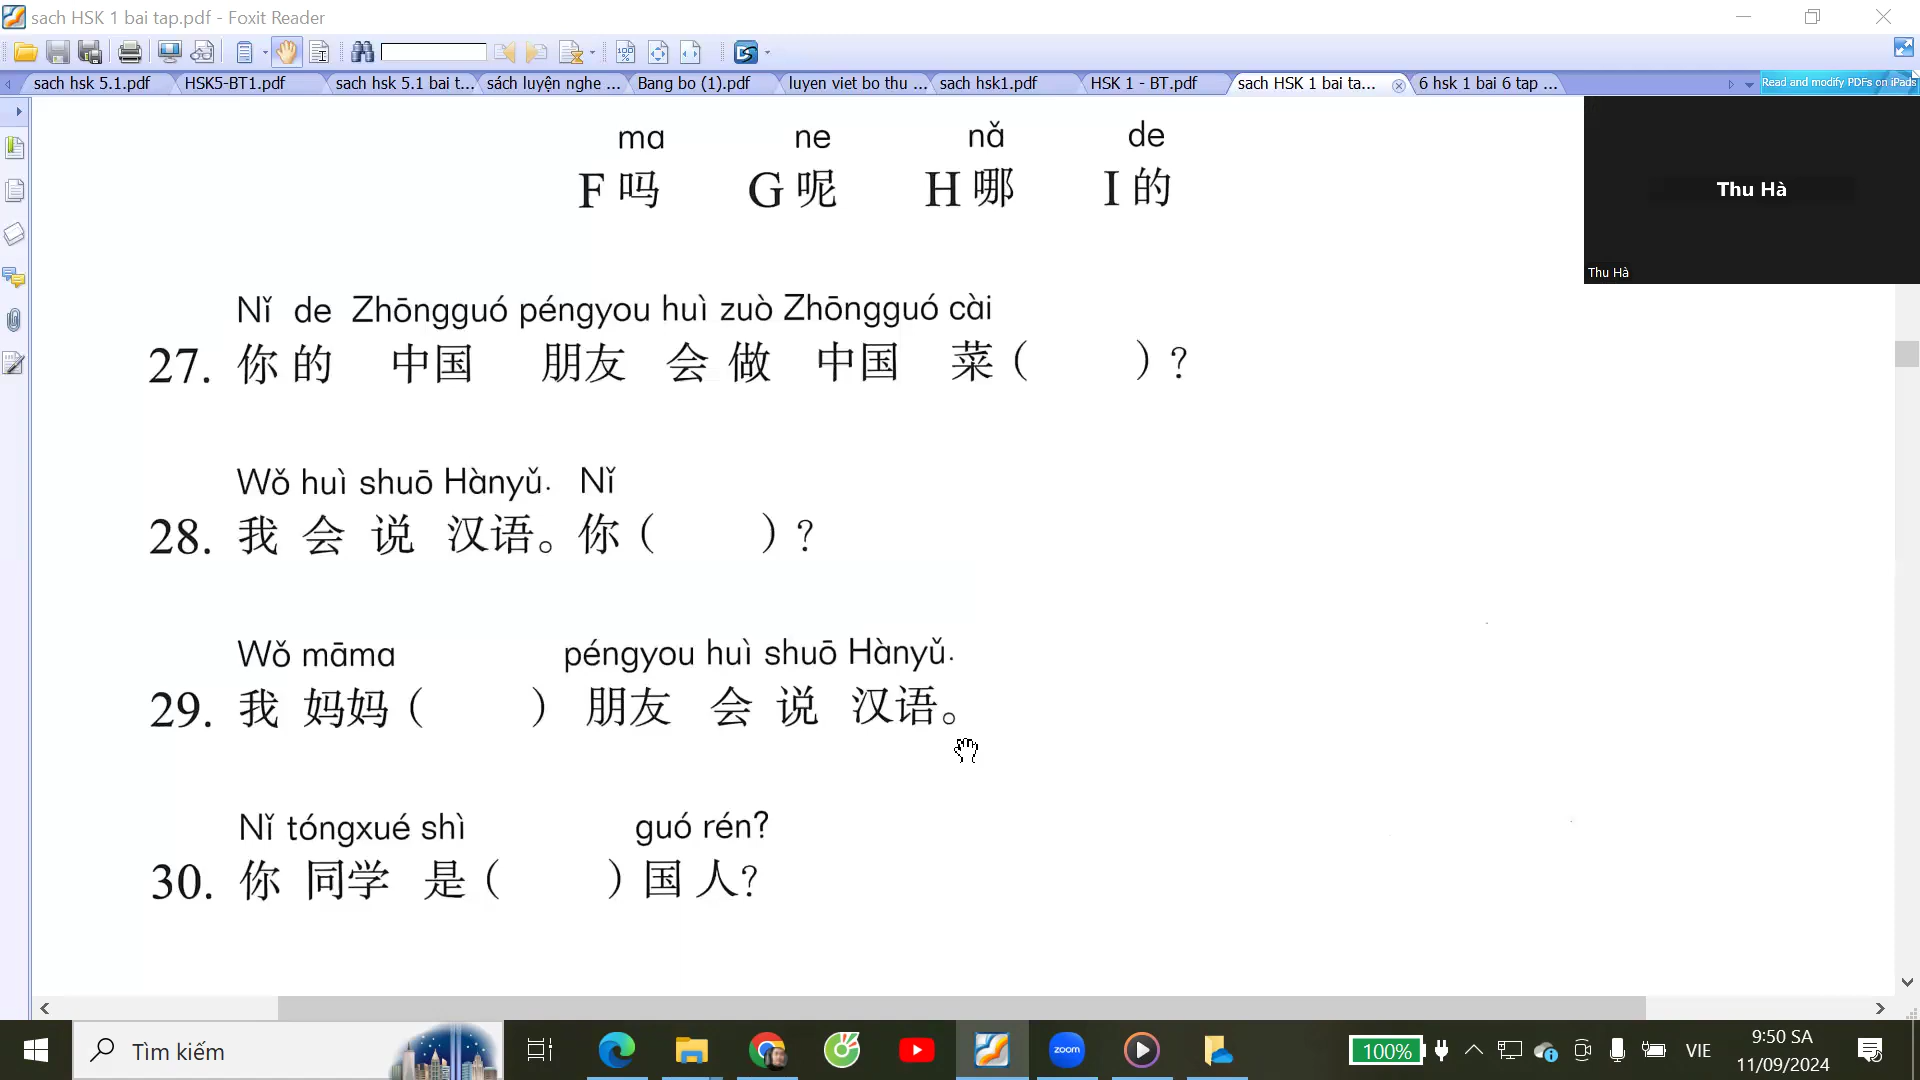 sach HSK 1 bai tap.pdf - Foxit Reader
sach hsk 5.1.pdf HSK5-BT1.pdf sach hsk 5.1 bai t... sách luyện nghe ... Bang bo (1).pdf luyen viet bo thu ... sach hsk1.pdf HSK 1 - BT.pdf sach HSK 1 bai ta... 6 hsk 1 bai 6 tap ... Read and modify PDFs on iPads
ma ne nǎ de
F 吗 G 呢 H 哪 I 的
Thu Hà
Thu Hà
Nǐ de Zhōngguó péngyou huì zuò Zhōngguó cài
27. 你 的 中国 朋友 会 做 中国 菜（ ）?
Wǒ huì shuō Hànyǔ. Nǐ
28. 我 会 说 汉语。你（ ）?
Wǒ māma péngyou huì shuō Hànyǔ.
29. 我 妈妈（ ） 朋友 会 说 汉语。
Nǐ tóngxué shì guó rén?
30. 你 同学 是（ ）国 人?
Tìm kiếm
zoom
100%
VIE
9:50 SA
11/09/2024